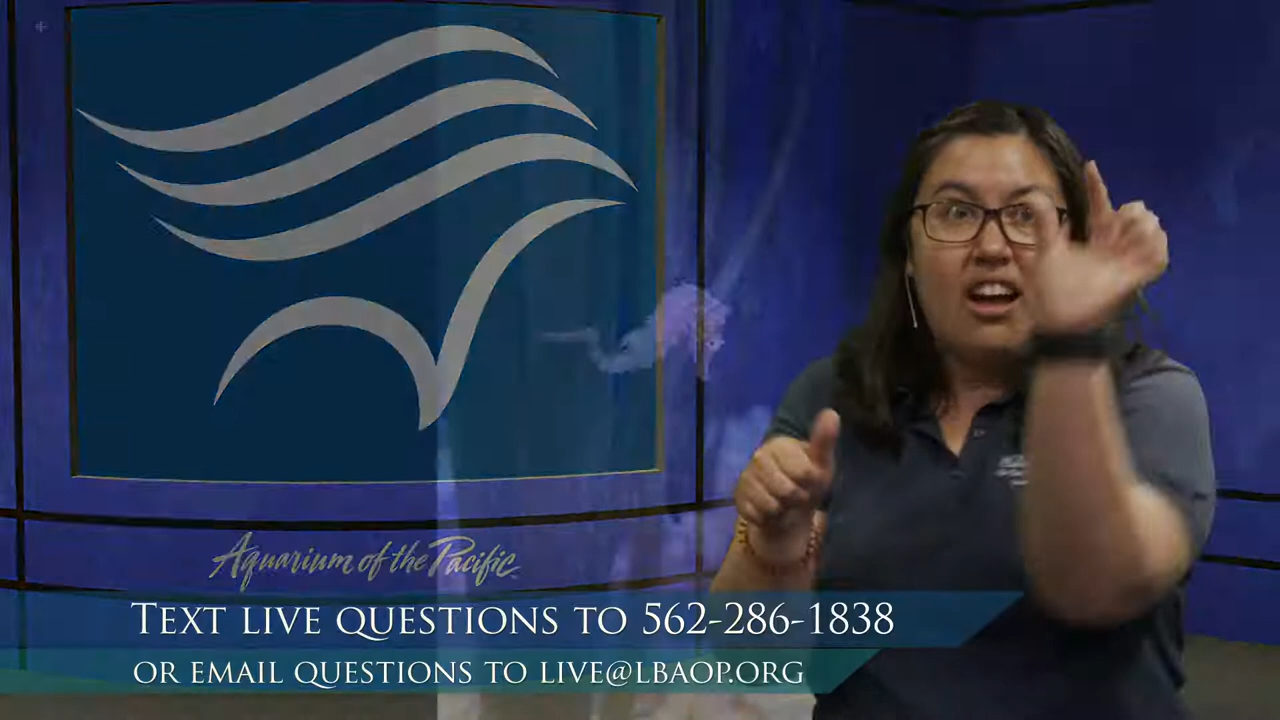 Aquarium of the Pacific
TEXT LIVE QUESTIONS TO 562-286-1838
OR EMAIL QUESTIONS TO LIVE@LBAOP.ORG